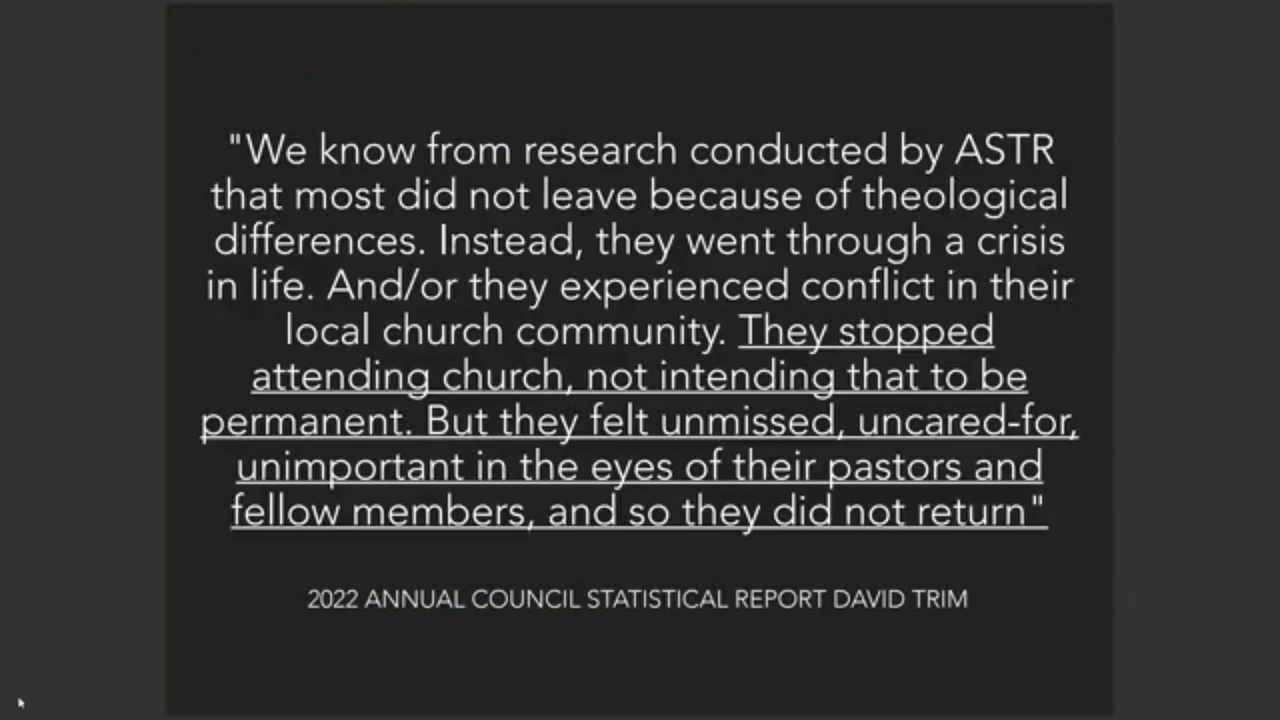 "We know from research conducted by ASTR
that most did not leave because of theological
differences. Instead, they went through a crisis
in life. And/or they experienced conflict in their
local church community. They stopped
attending church, not intending that to be
permanent. But they felt unmissed, uncared-for,
unimportant in the eyes of their pastors and
fellow members, and so they did not return"
2022 ANNUAL COUNCIL STATISTICAL REPORT DAVID TRIM